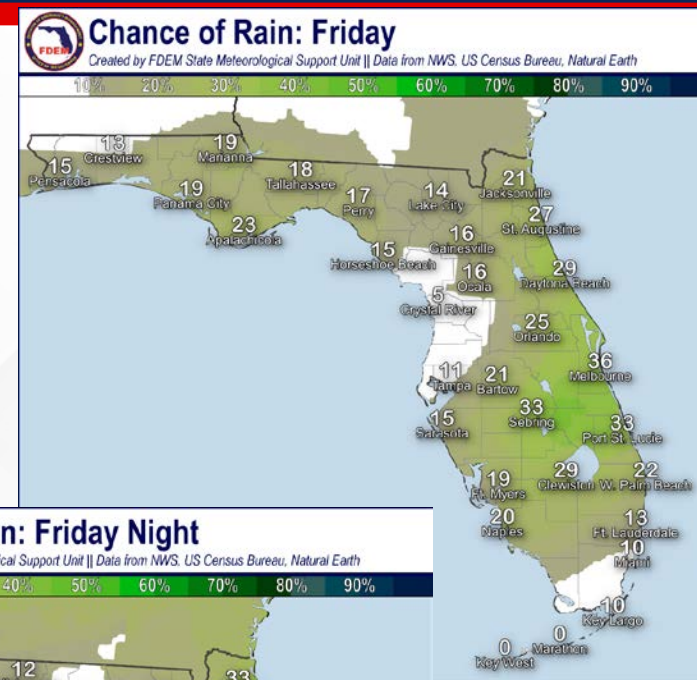 FDEM
Chance of Rain: Friday
Created by FDEM State Meteorological Support Unit || Data from NWS, US Census Bureau, Natural Earth
10% 20% 30% 40% 50% 60% 70% 80% 90%
13
Crestview
19
Marianna
15
Pensacola
18
Tallahassee
19
Panama City
17
Perry
14
Lake City
21
Jacksonville
23
Apalachicola
27
St. Augustine
16
Gainesville
15
Horseshoe Beach
16
Ocala
29
Daytona Beach
5
Crystal River
25
Orlando
36
Melbourne
11
Tampa
21
Bartow
33
Sebring
33
Port St. Lucie
15
Sarasota
19
Ft. Myers
29
Clewiston
22
W. Palm Beach
20
Naples
13
Ft. Lauderdale
10
Miami
10
Key Largo
0
Marathon
0
Key West
n: Friday Night
cal Support Unit || Data from NWS, US Census Bureau, Natural Earth
40% 50% 60% 70% 80% 90%
12
33